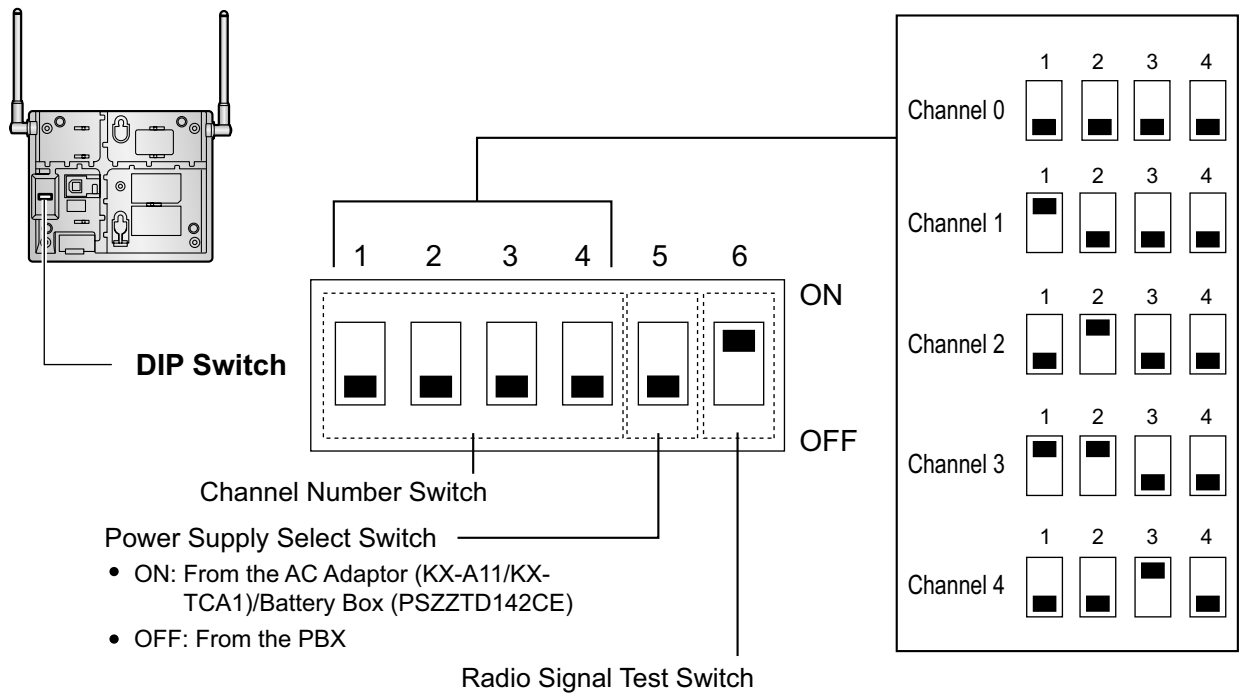 1 2 3 4 5 6
ON
OFF
DIP Switch
Channel Number Switch
Power Supply Select Switch
• ON: From the AC Adaptor (KX-A11/KX-
TCA1)/Battery Box (PSZZTD142CE)
• OFF: From the PBX
Radio Signal Test Switch
1 2 3 4
Channel 0
1 2 3 4
Channel 1
1 2 3 4
Channel 2
1 2 3 4
Channel 3
1 2 3 4
Channel 4